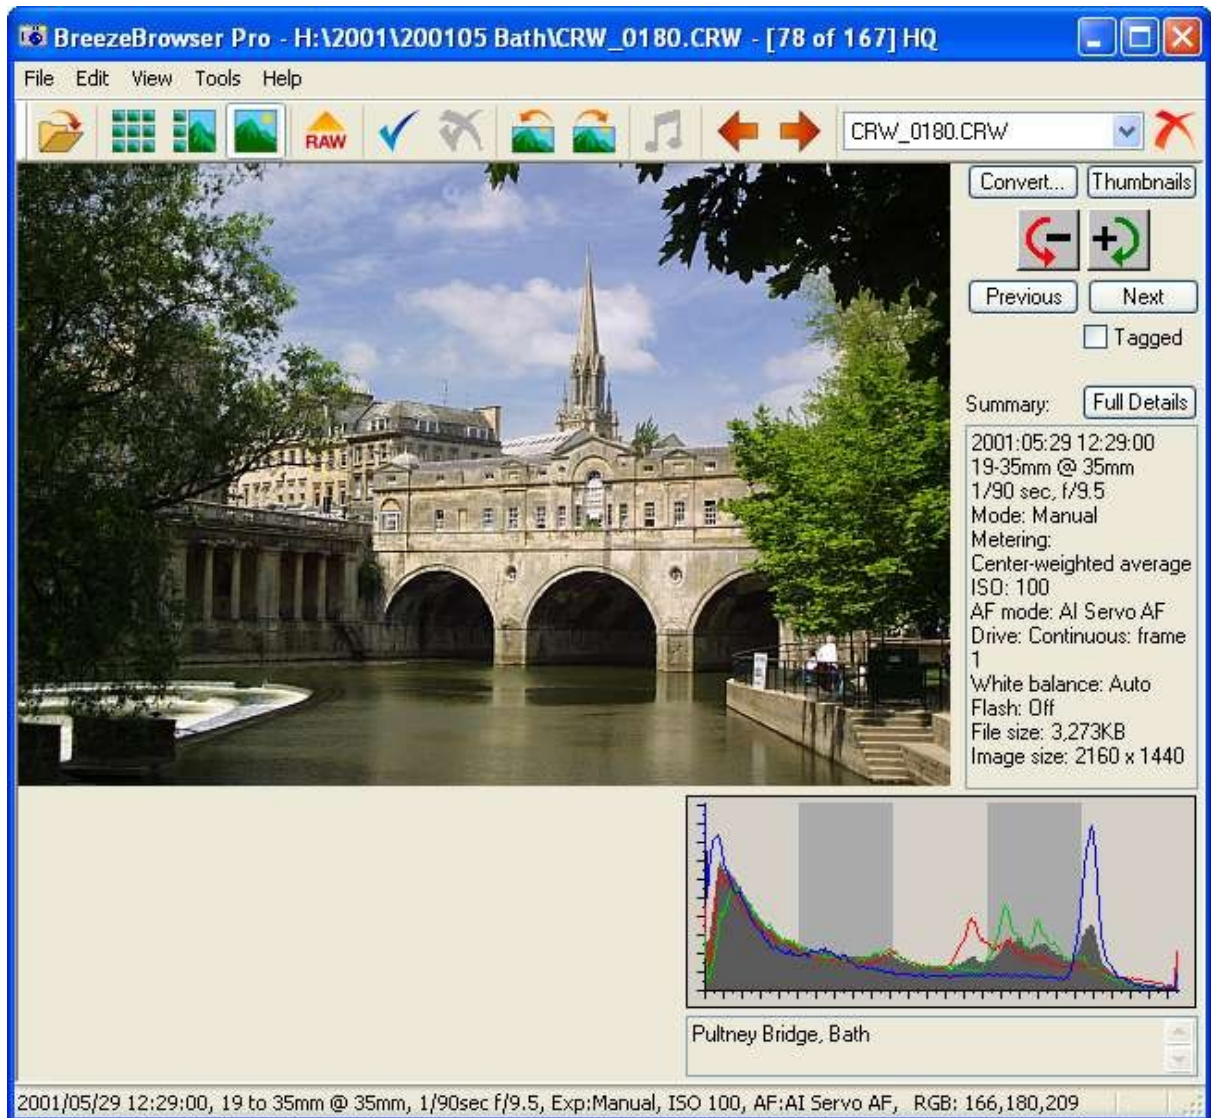 BreezeBrowser Pro - H:\2001\200105 Bath\CRW_0180.CRW - [78 of 167] HQ
File Edit View Tools Help
RAW
CRW_0180.CRW
Convert... Thumbnails
Previous Next
Tagged
Summary: Full Details
2001:05:29 12:29:00
19-35mm @ 35mm
1/90 sec, f/9.5
Mode: Manual
Metering:
Center-weighted average
ISO: 100
AF mode: AI Servo AF
Drive: Continuous: frame
1
White balance: Auto
Flash: Off
File size: 3,273KB
Image size: 2160 x 1440
Pultney Bridge, Bath
2001/05/29 12:29:00, 19 to 35mm @ 35mm, 1/90sec f/9.5, Exp:Manual, ISO 100, AF:AI Servo AF, RGB: 166,180,209